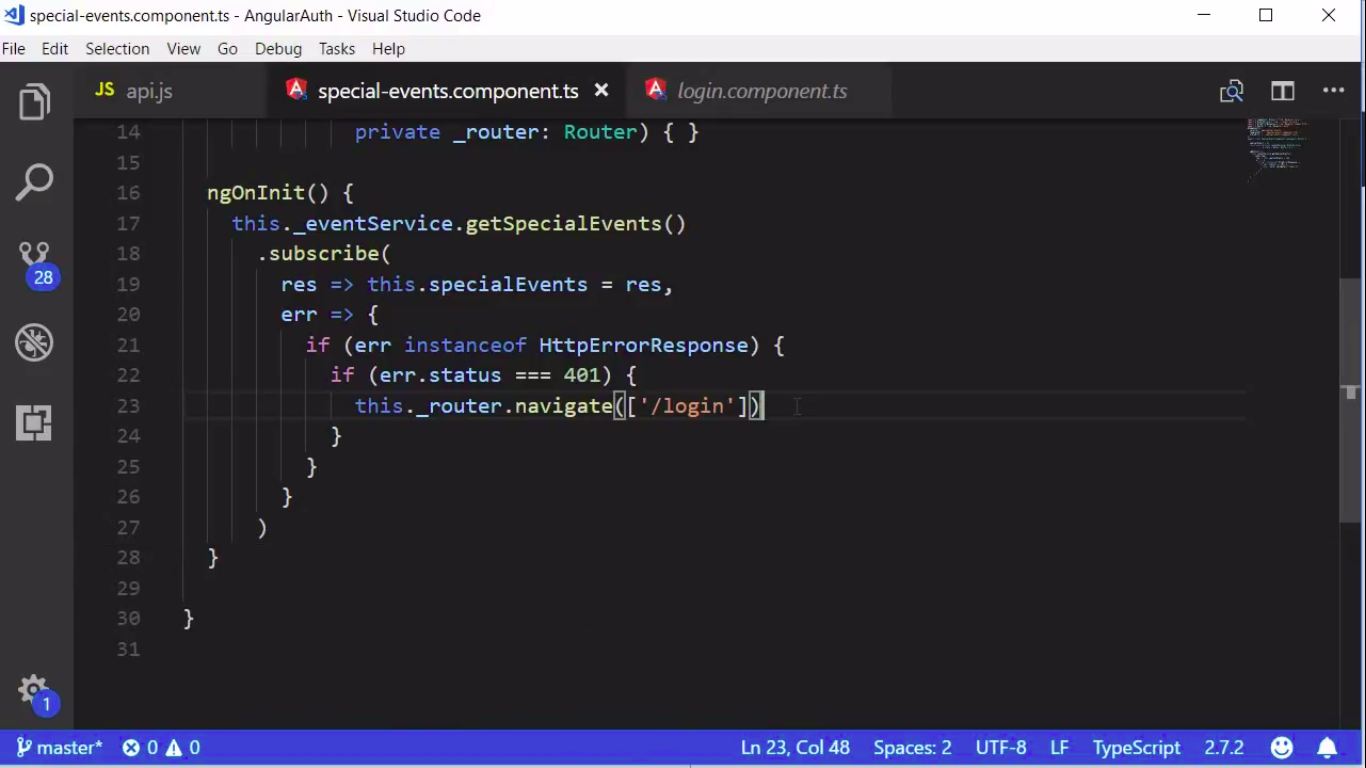 special-events.component.ts - AngularAuth - Visual Studio Code
File Edit Selection View Go Debug Tasks Help
JS api.js special-events.component.ts login.component.ts
14 private _router: Router) { }
15
16 ngOnInit() {
17 this._eventService.getSpecialEvents()
18 .subscribe(
19 res => this.specialEvents = res,
20 err => {
21 if (err instanceof HttpErrorResponse) {
22 if (err.status === 401) {
23 this._router.navigate(['/login'])
24 }
25 }
26 }
27 )
28 }
29
30 }
31
28
1
master* 0 0 Ln 23, Col 48 Spaces: 2 UTF-8 LF TypeScript 2.7.2